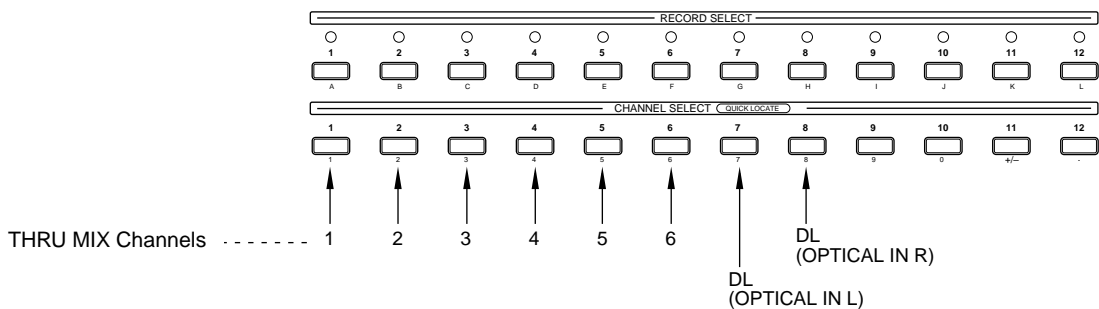 RECORD SELECT
1 2 3 4 5 6 7 8 9 10 11 12
A B C D E F G H I J K L
CHANNEL SELECT QUICK LOCATE
1 2 3 4 5 6 7 8 9 10 11 12
1 2 3 4 5 6 7 8 9 0 +/– .
THRU MIX Channels 1 2 3 4 5 6
DL
(OPTICAL IN R)
DL
(OPTICAL IN L)